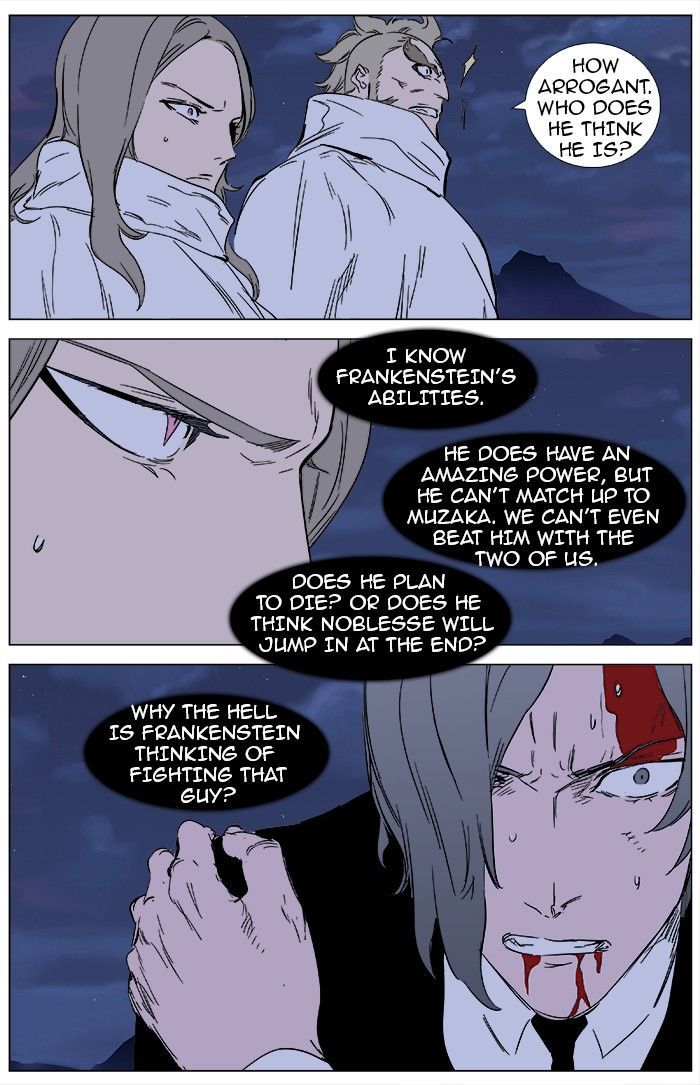 HOW
ARROGANT.
WHO DOES
HE THINK
HE IS?
I KNOW
FRANKENSTEIN'S
ABILITIES.
HE DOES HAVE AN
AMAZING POWER, BUT
HE CAN'T MATCH UP TO
MUZAKA. WE CAN'T EVEN
BEAT HIM WITH THE
TWO OF US.
DOES HE PLAN
TO DIE? OR DOES HE
THINK NOBLESSE WILL
JUMP IN AT THE END?
WHY THE HELL
IS FRANKENSTEIN
THINKING OF
FIGHTING THAT
GUY?